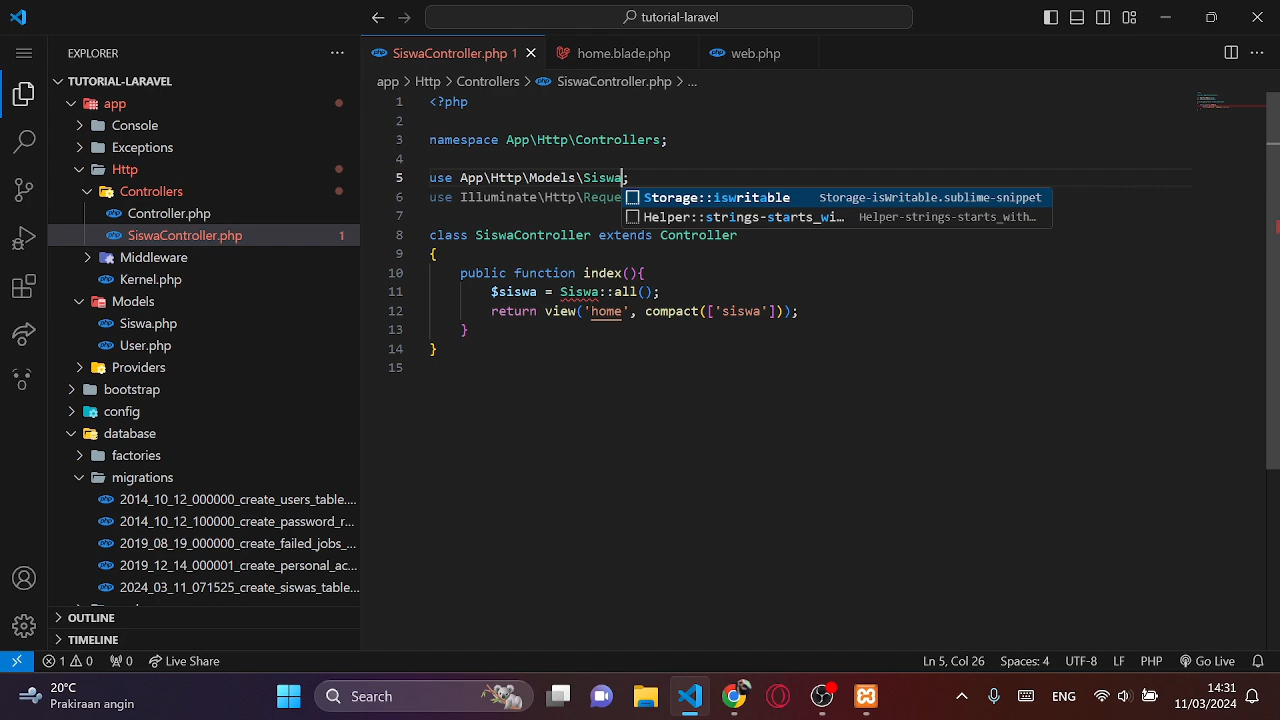 tutorial-laravel
EXPLORER
SiswaController.php 1
home.blade.php
web.php
TUTORIAL-LARAVEL
app > Http > Controllers > SiswaController.php > ...
app
Console
Exceptions
Http
Controllers
Controller.php
SiswaController.php 1
Middleware
Kernel.php
Models
Siswa.php
User.php
Providers
bootstrap
config
database
factories
migrations
2014_10_12_000000_create_users_table....
2014_10_12_100000_create_password_r...
2019_08_19_000000_create_failed_jobs_...
2019_12_14_000001_create_personal_ac...
2024_03_11_071525_create_siswas_table...
OUTLINE
TIMELINE
1 <?php
2
3 namespace App\Http\Controllers;
4
5 use App\Http\Models\Siswa;
6 use Illuminate\Http\Reque
Storage::iswritable Storage-isWritable.sublime-snippet
7
Helper::strings-starts_wi... Helper-strings-starts_with...
8 class SiswaController extends Controller
9 {
10 public function index(){
11 $siswa = Siswa::all();
12 return view('home', compact(['siswa']));
13 }
14 }
15
1 0 0 Live Share
Ln 5, Col 26 Spaces: 4 UTF-8 LF PHP Go Live
20°C
Prakiraan angin
Search
ENG
14:31
11/03/2024